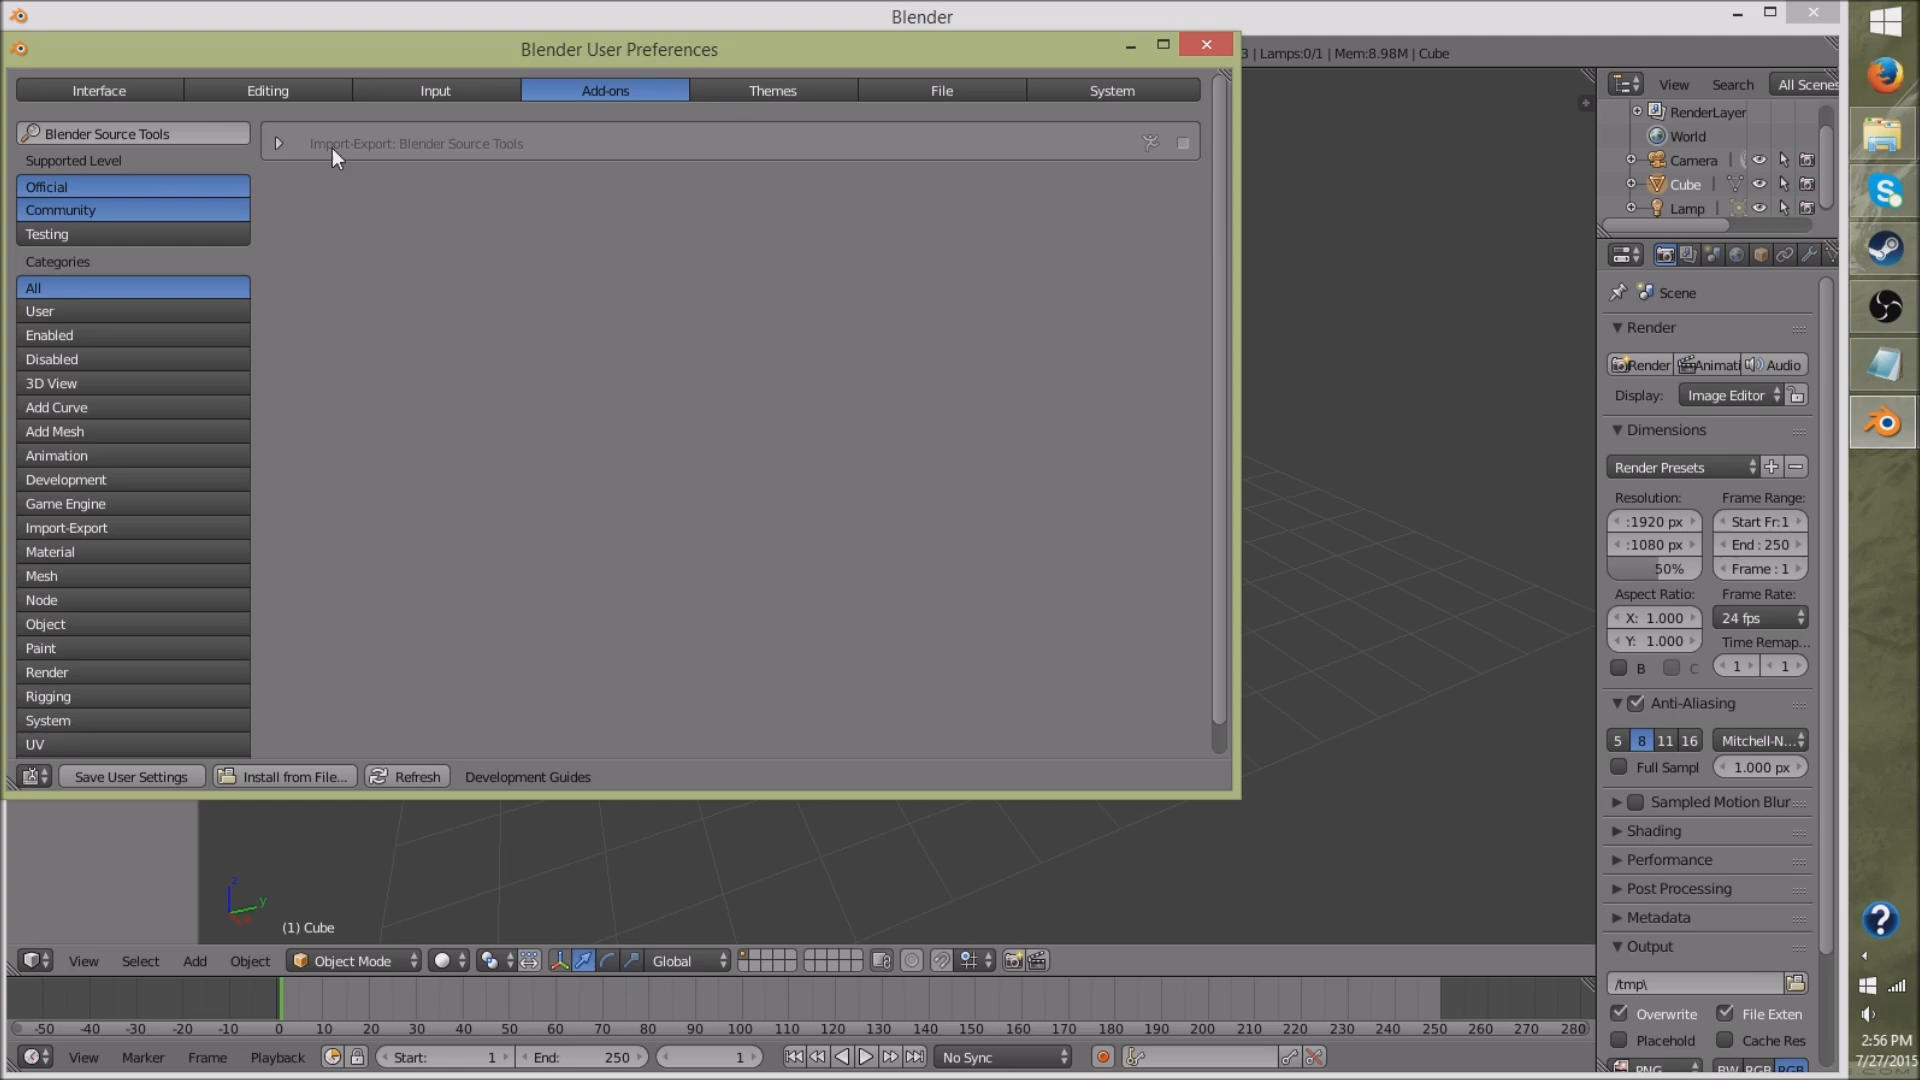 Blender
Blender User Preferences
3 | Lamps:0/1 | Mem:8.98M | Cube
Interface
Editing
Input
Add-ons
Themes
File
System
Blender Source Tools
Import-Export: Blender Source Tools
Supported Level
Official
Community
Testing
Categories
All
User
Enabled
Disabled
3D View
Add Curve
Add Mesh
Animation
Development
Game Engine
Import-Export
Material
Mesh
Node
Object
Paint
Render
Rigging
System
UV
Save User Settings
Install from File...
Refresh
Development Guides
View
Search
All Scenes
RenderLayer
World
Camera
Cube
Lamp
Scene
Render
Render
Animati
Audio
Display:
Image Editor
Dimensions
Render Presets
Resolution:
Frame Range:
:1920 px
Start Fr:1
:1080 px
End : 250
50%
Frame : 1
Aspect Ratio:
Frame Rate:
X: 1.000
24 fps
Y: 1.000
Time Remap...
B
C
1
1
Anti-Aliasing
5
8
11
16
Mitchell-N...
Full Sampl
1.000 px
Sampled Motion Blur
Shading
Performance
Post Processing
Metadata
Output
/tmp\
Overwrite
File Exten
Placehold
Cache Res
PNG
BW
RGB
RGB
z
y
(1) Cube
View
Select
Add
Object
Object Mode
Global
-50 -40 -30 -20 -10 0 10 20 30 40 50 60 70 80 90 100 110 120 130 140 150 160 170 180 190 200 210 220 230 240 250 260 270 280
View
Marker
Frame
Playback
Start: 1
End: 250
1
No Sync
2:56 PM
7/27/2015